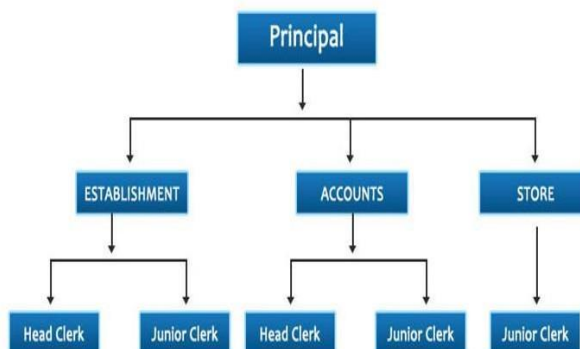 Principal
ESTABLISHMENT
ACCOUNTS
STORE
Head Clerk
Junior Clerk
Head Clerk
Junior Clerk
Junior Clerk